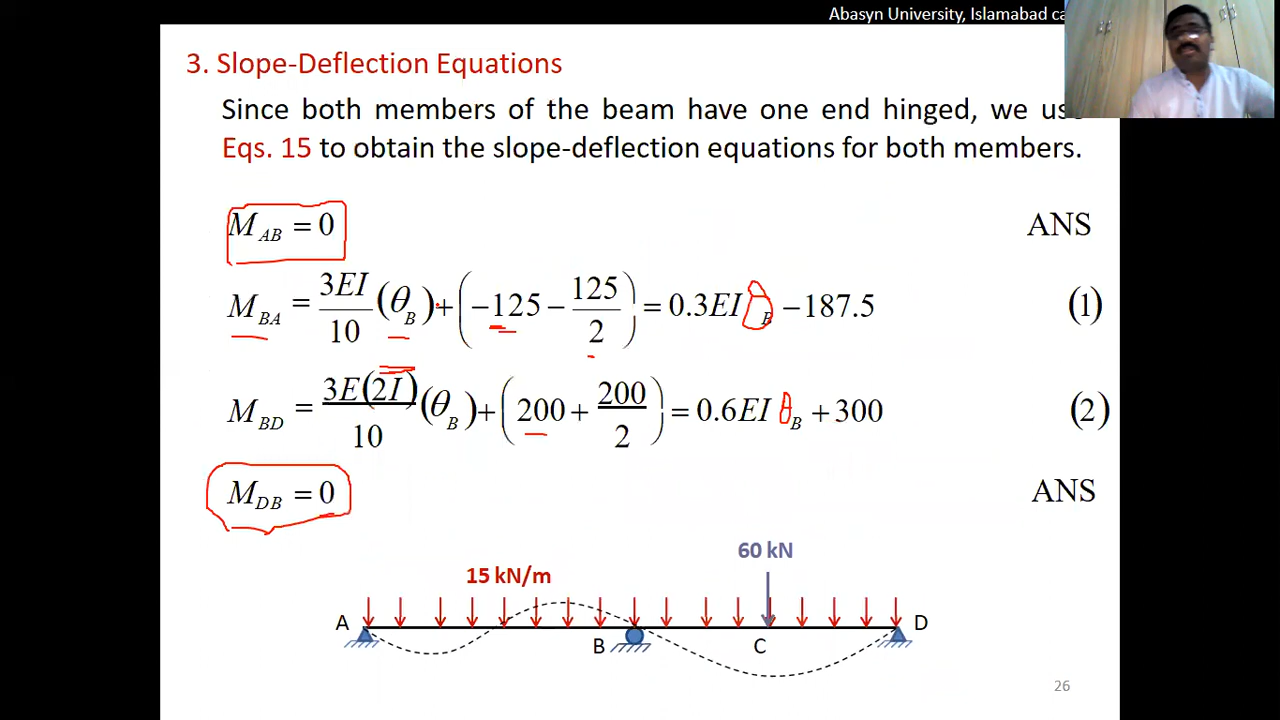 Abasyn University, Islamabad ca
3. Slope-Deflection Equations
Since both members of the beam have one end hinged, we us
Eqs. 15 to obtain the slope-deflection equations for both members.
M_AB = 0 ANS
M_BA = 3EI/10 (θ_B) + (−125 − 125/2) = 0.3EI θ_B − 187.5 (1)
M_BD = 3E(2I)/10 (θ_B) + (200 + 200/2) = 0.6EI θ_B + 300 (2)
M_DB = 0 ANS
60 kN
15 kN/m
A B C D
26